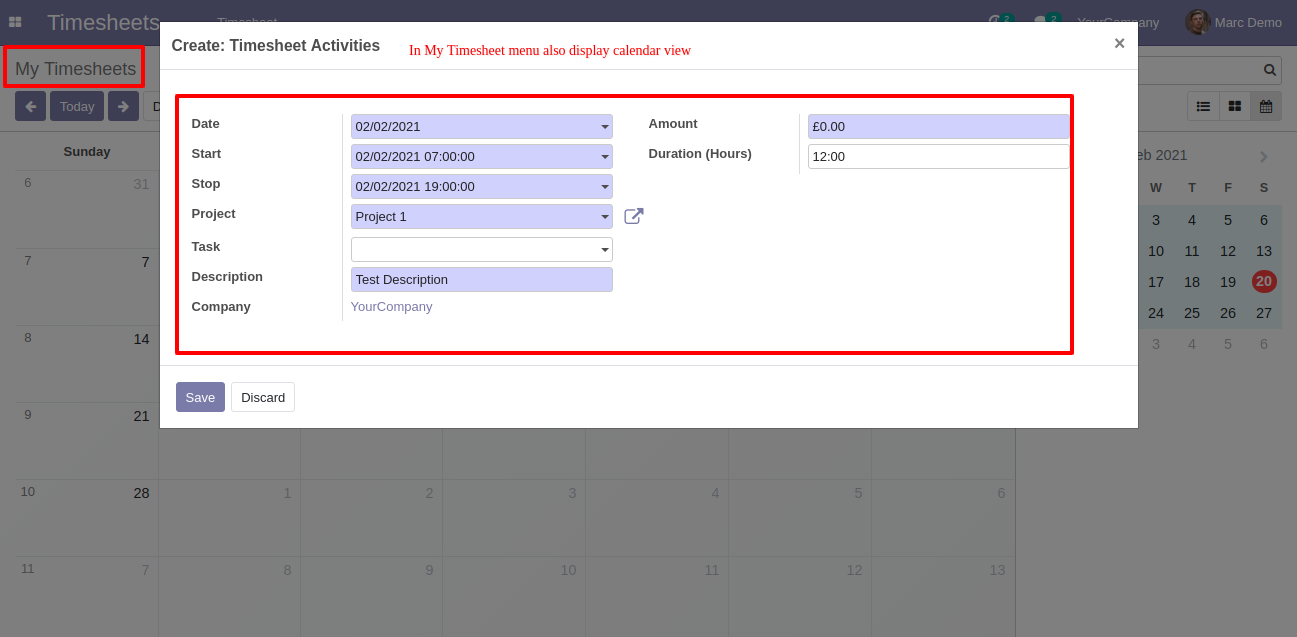 Timesheets
Timesheet
2
2
YourCompany
Marc Demo
Create: Timesheet Activities
In My Timesheet menu also display calendar view
×
My Timesheets
Today
D
Date
02/02/2021
Amount
£0.00
Start
02/02/2021 07:00:00
Duration (Hours)
12:00
Stop
02/02/2021 19:00:00
Project
Project 1
Task
Description
Test Description
Company
YourCompany
Save
Discard
Sunday
6 31
7 7
8 14
9 21
10 28 1 2 3 4 5 6
11 7 8 9 10 11 12 13
eb 2021
W T F S
3 4 5 6
10 11 12 13
17 18 19 20
24 25 26 27
3 4 5 6